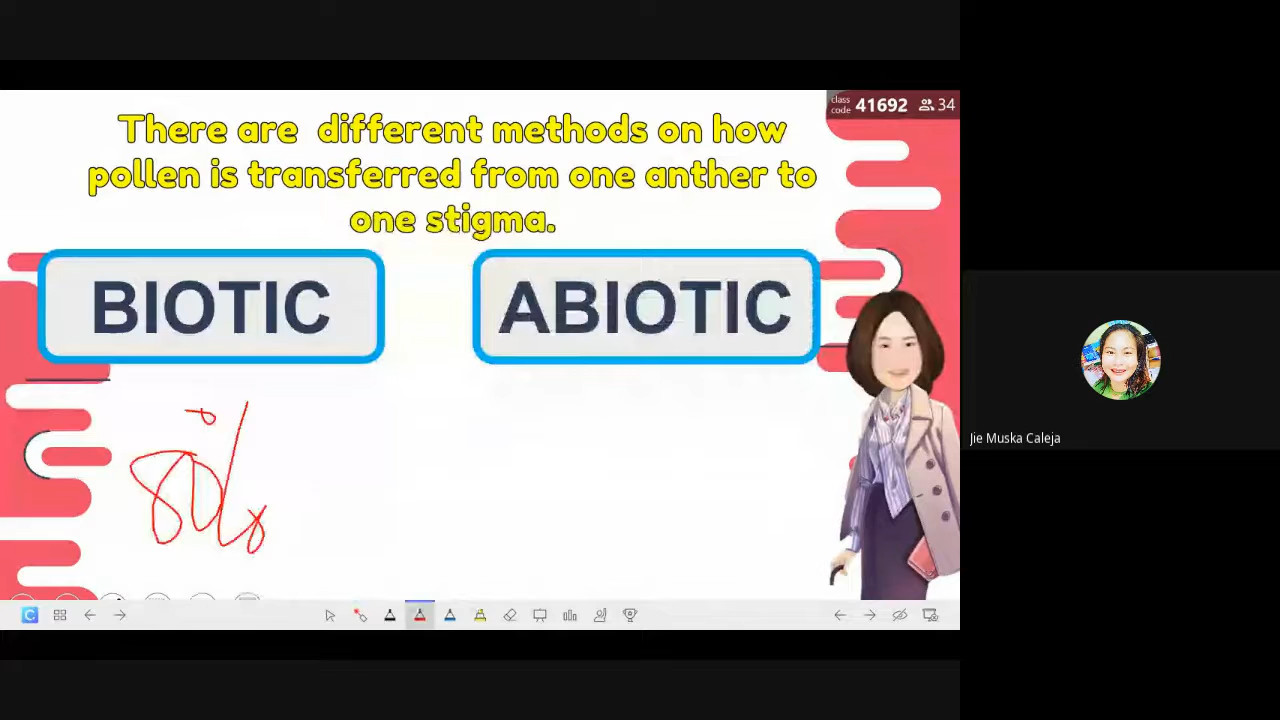 There are different methods on how
pollen is transferred from one anther to
one stigma.
class
code 41692 34
BIOTIC
ABIOTIC
Jie Muska Caleja